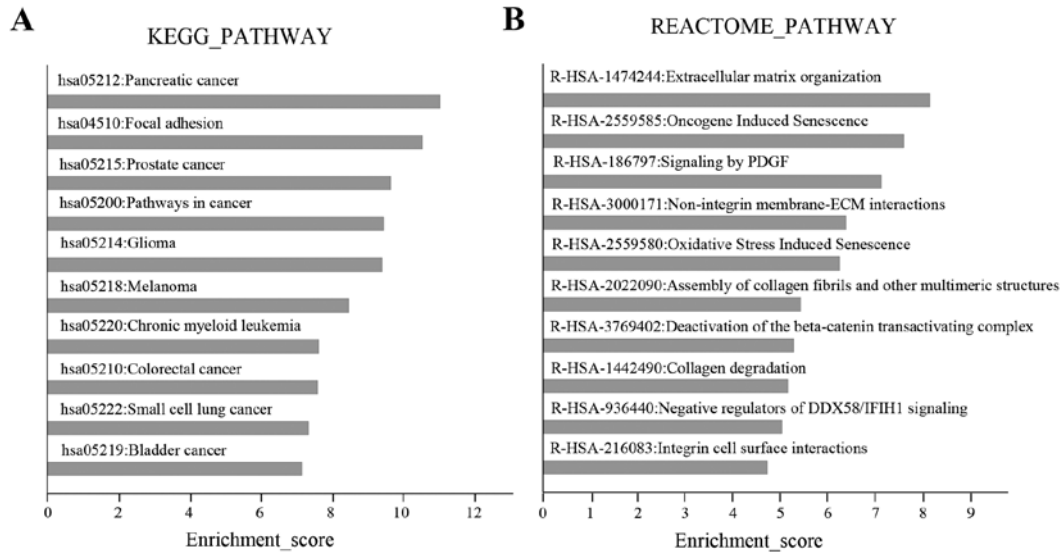 A
KEGG_PATHWAY
hsa05212:Pancreatic cancer
hsa04510:Focal adhesion
hsa05215:Prostate cancer
hsa05200:Pathways in cancer
hsa05214:Glioma
hsa05218:Melanoma
hsa05220:Chronic myeloid leukemia
hsa05210:Colorectal cancer
hsa05222:Small cell lung cancer
hsa05219:Bladder cancer
0 2 4 6 8 10 12
Enrichment_score
B
REACTOME_PATHWAY
R-HSA-1474244:Extracellular matrix organization
R-HSA-2559585:Oncogene Induced Senescence
R-HSA-186797:Signaling by PDGF
R-HSA-3000171:Non-integrin membrane-ECM interactions
R-HSA-2559580:Oxidative Stress Induced Senescence
R-HSA-2022090:Assembly of collagen fibrils and other multimeric structures
R-HSA-3769402:Deactivation of the beta-catenin transactivating complex
R-HSA-1442490:Collagen degradation
R-HSA-936440:Negative regulators of DDX58/IFIH1 signaling
R-HSA-216083:Integrin cell surface interactions
0 1 2 3 4 5 6 7 8 9
Enrichment_score